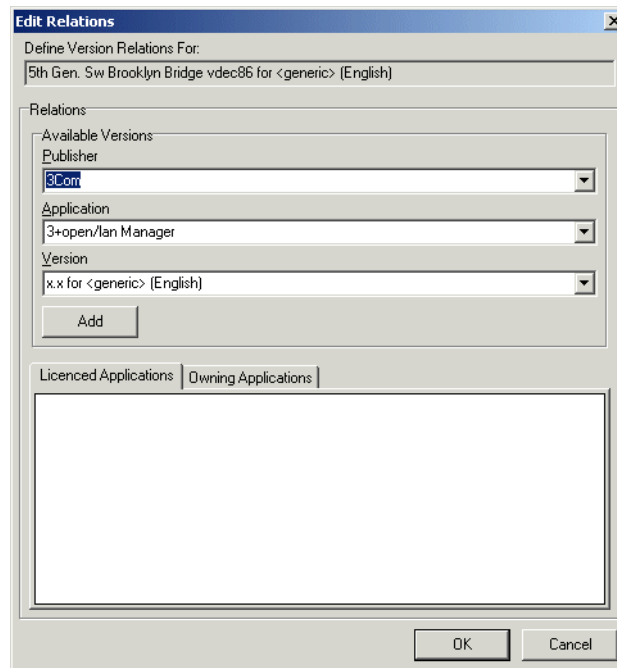 Edit Relations
Define Version Relations For:
5th Gen. Sw Brooklyn Bridge vdec86 for <generic> (English)
Relations
Available Versions
Publisher
3Com
Application
3+open/lan Manager
Version
x.x for <generic> (English)
Add
Licenced Applications
Owning Applications
OK
Cancel